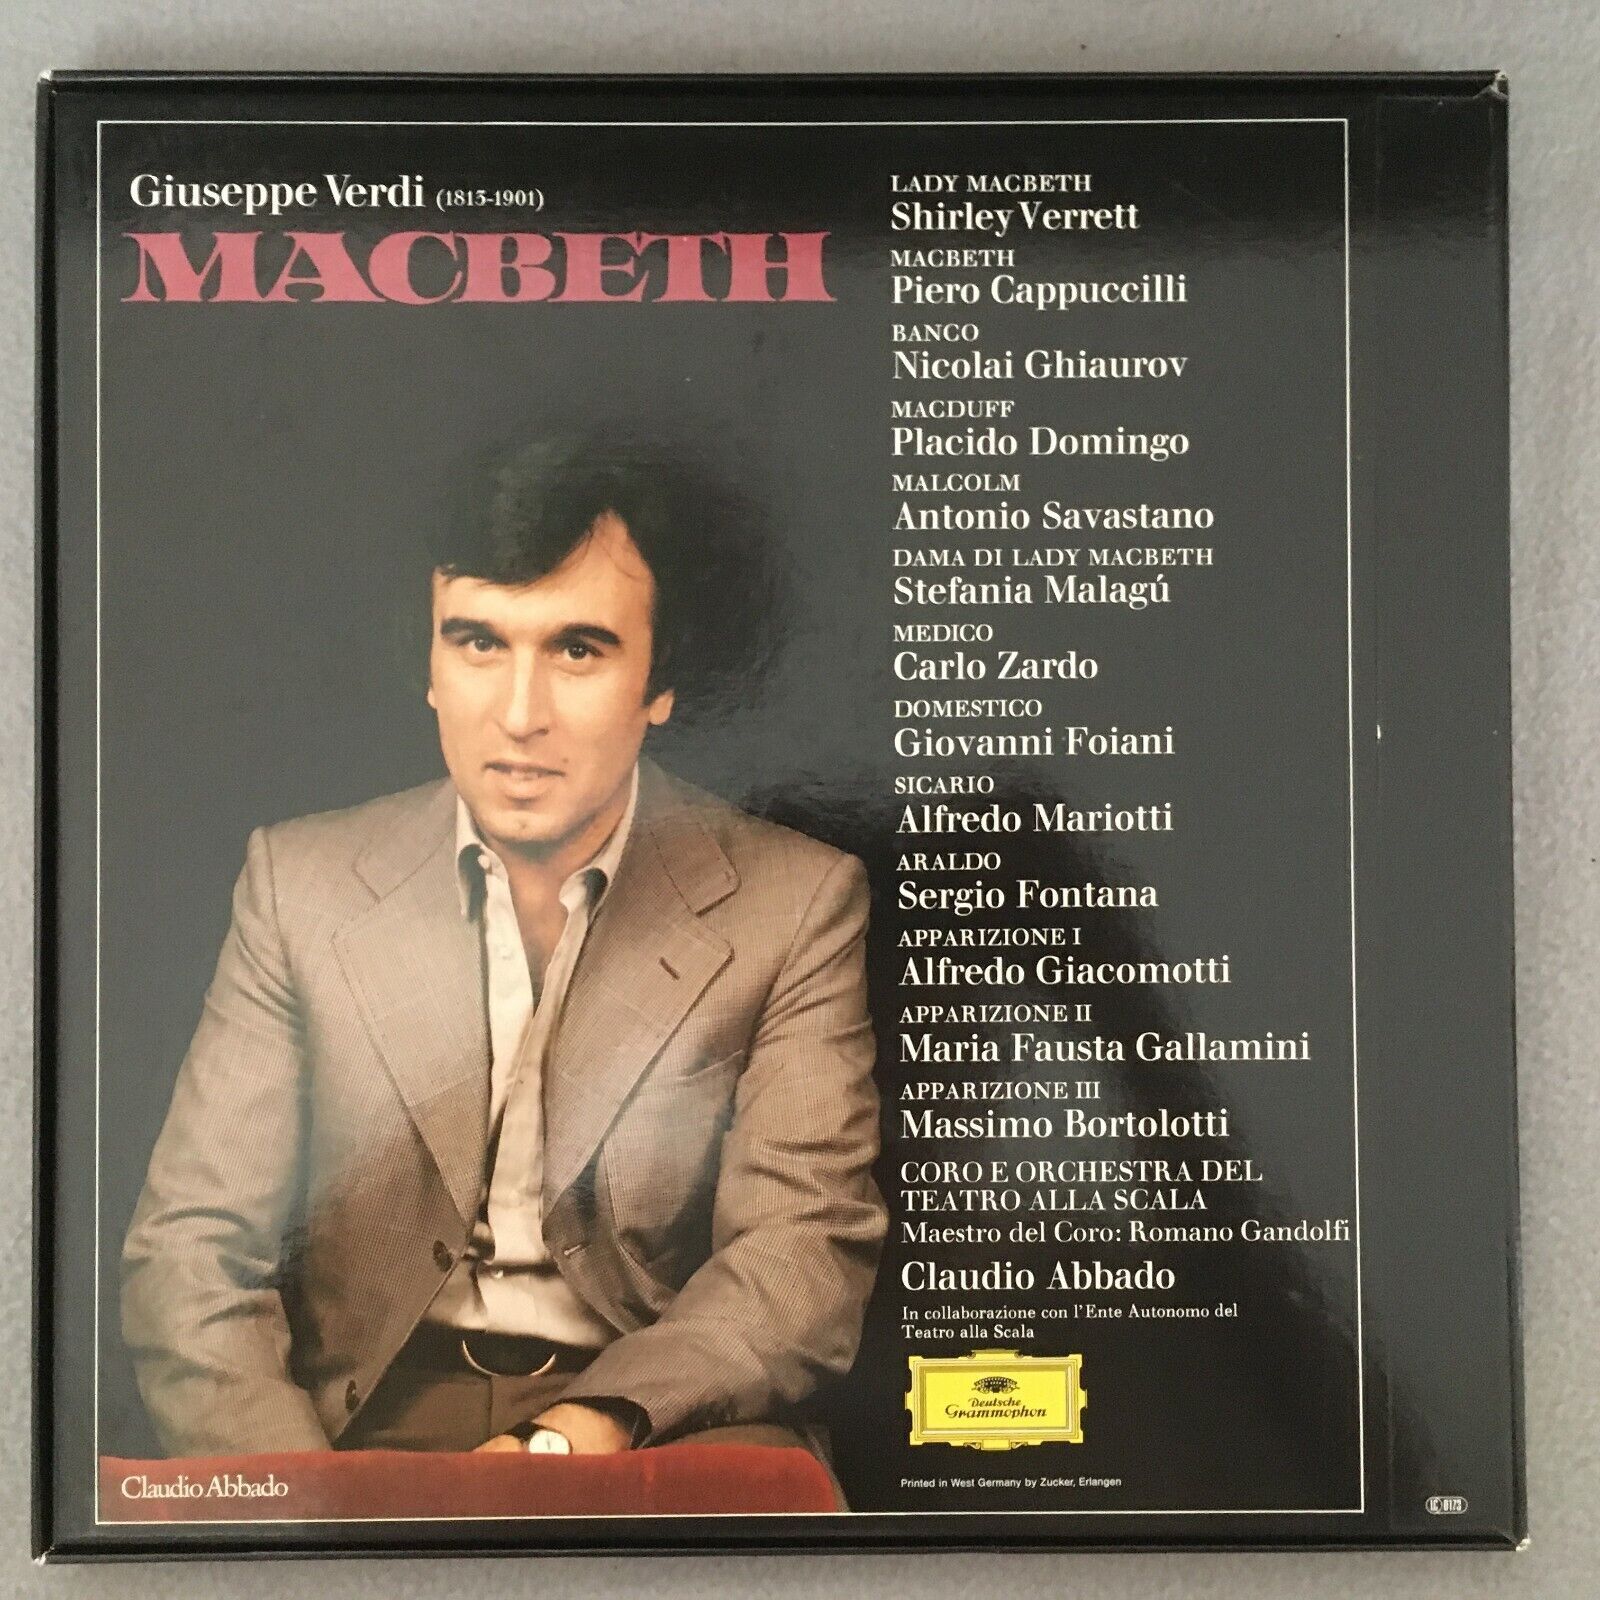 Giuseppe Verdi (1813-1901)
MACBETH
LADY MACBETH
Shirley Verrett
MACBETH
Piero Cappuccilli
BANCO
Nicolai Ghiaurov
MACDUFF
Placido Domingo
MALCOLM
Antonio Savastano
DAMA DI LADY MACBETH
Stefania Malagú
MEDICO
Carlo Zardo
DOMESTICO
Giovanni Foiani
SICARIO
Alfredo Mariotti
ARALDO
Sergio Fontana
APPARIZIONE I
Alfredo Giacomotti
APPARIZIONE II
Maria Fausta Gallamini
APPARIZIONE III
Massimo Bortolotti
CORO E ORCHESTRA DEL
TEATRO ALLA SCALA
Maestro del Coro: Romano Gandolfi
Claudio Abbado
In collaborazione con l'Ente Autonomo del
Teatro alla Scala
Deutsche
Grammophon
Printed in West Germany by Zucker, Erlangen
Claudio Abbado
LC 0173